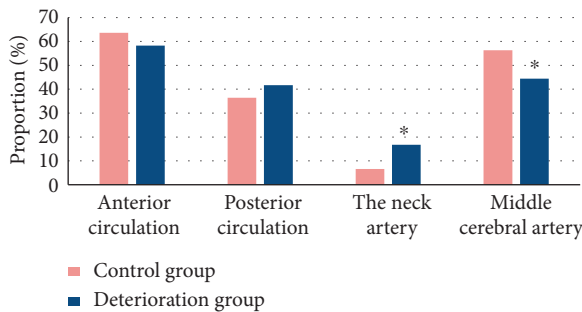 Proportion (%)
70
60
50
40
30
20
10
0
*
*
Anterior
circulation
Posterior
circulation
The neck
artery
Middle
cerebral artery
Control group
Deterioration group